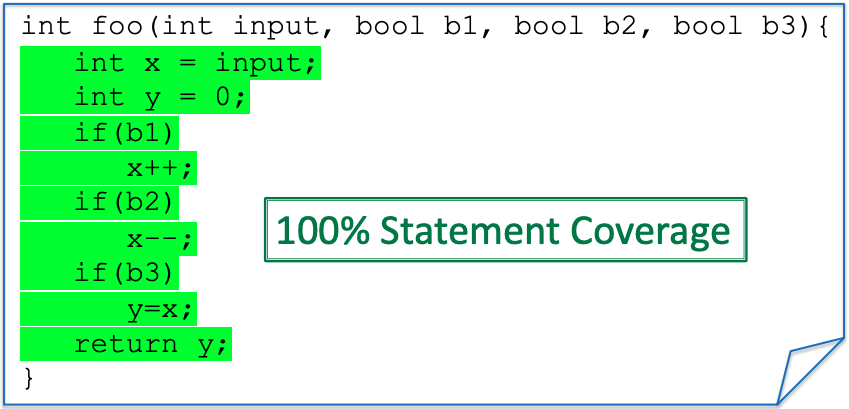 int foo(int input, bool b1, bool b2, bool b3){
int x = input;
int y = 0;
if(b1)
x++;
if(b2)
x--;
if(b3)
y=x;
return y;
}
100% Statement Coverage